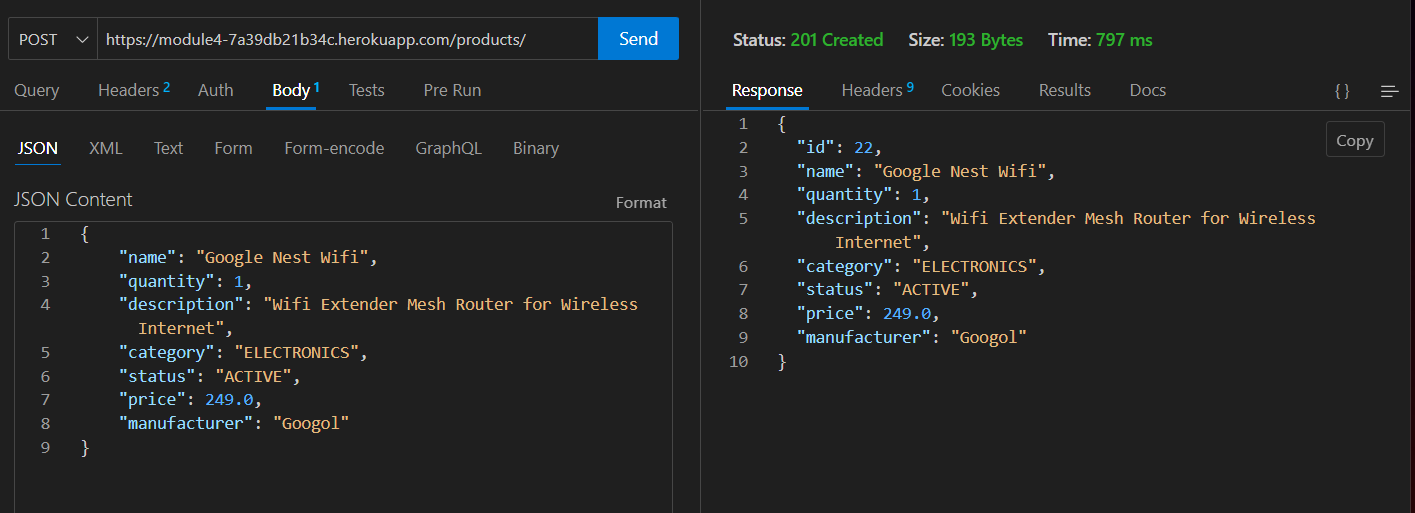 POST https://module4-7a39db21b34c.herokuapp.com/products/ Send
Query Headers 2 Auth Body 1 Tests Pre Run
JSON XML Text Form Form-encode GraphQL Binary
JSON Content Format
1 {
2 "name": "Google Nest Wifi",
3 "quantity": 1,
4 "description": "Wifi Extender Mesh Router for Wireless
Internet",
5 "category": "ELECTRONICS",
6 "status": "ACTIVE",
7 "price": 249.0,
8 "manufacturer": "Googol"
9 }
Status: 201 Created Size: 193 Bytes Time: 797 ms
Response Headers 9 Cookies Results Docs { }
Copy
1 {
2 "id": 22,
3 "name": "Google Nest Wifi",
4 "quantity": 1,
5 "description": "Wifi Extender Mesh Router for Wireless
Internet",
6 "category": "ELECTRONICS",
7 "status": "ACTIVE",
8 "price": 249.0,
9 "manufacturer": "Googol"
10 }